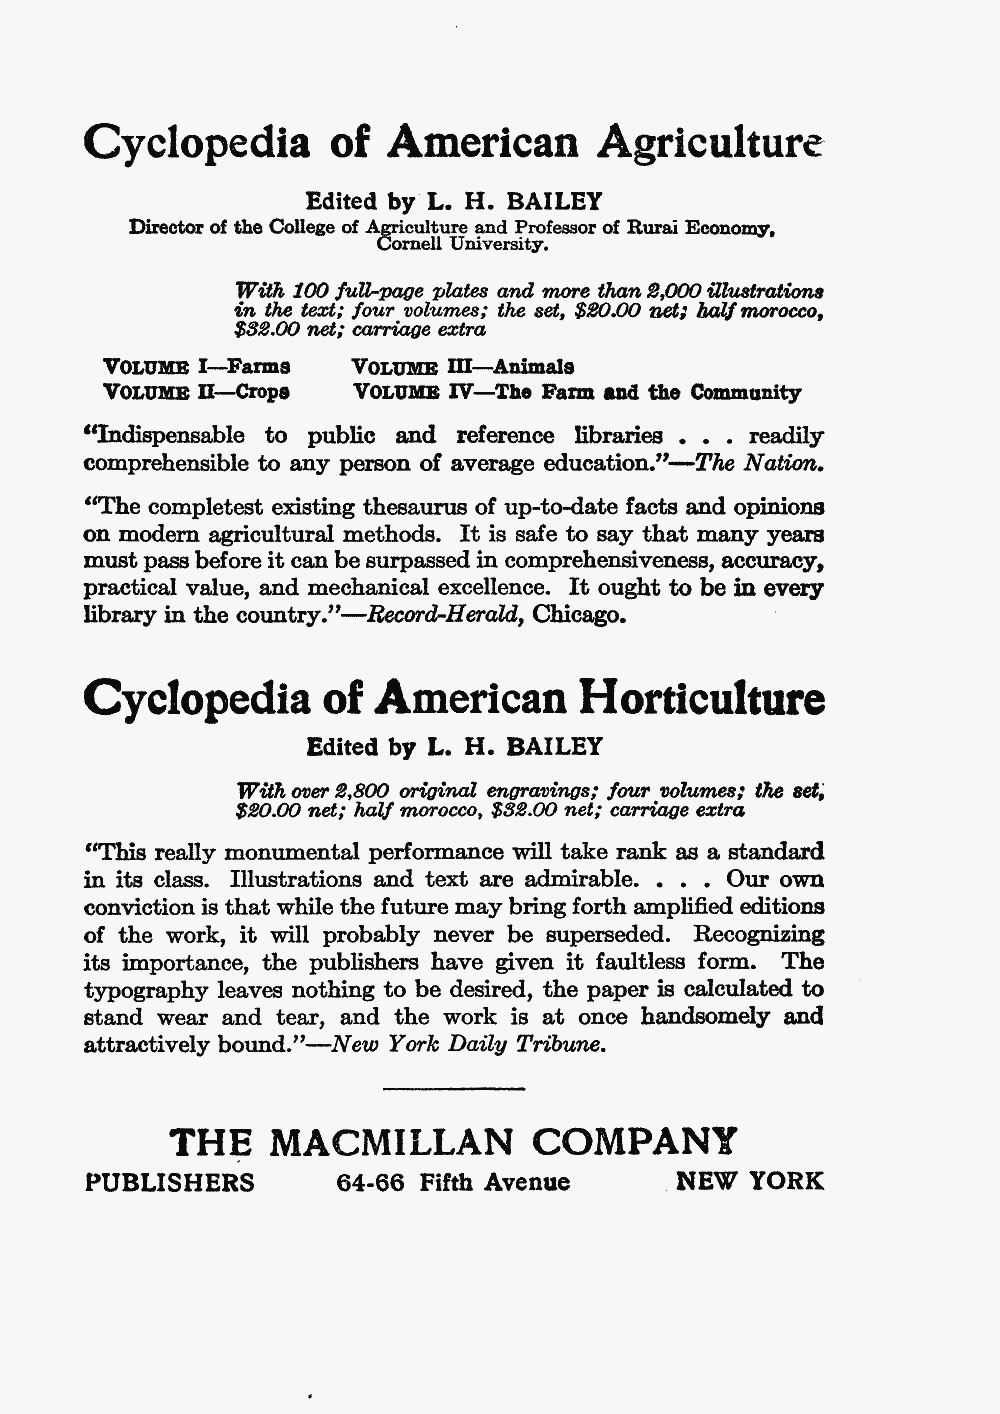 Cyclopedia of American Agriculture
Edited by L. H. BAILEY
Director of the College of Agriculture and Professor of Rurai Economy,
Cornell University.
With 100 full-page plates and more than 2,000 illustrations
in the text; four volumes; the set, $20.00 net; half morocco,
$32.00 net; carriage extra
VOLUME I—Farms VOLUME III—Animals
VOLUME II—Crops VOLUME IV—The Farm and the Community
“Indispensable to public and reference libraries . . . readily
comprehensible to any person of average education.”—The Nation.
“The completest existing thesaurus of up-to-date facts and opinions
on modern agricultural methods. It is safe to say that many years
must pass before it can be surpassed in comprehensiveness, accuracy,
practical value, and mechanical excellence. It ought to be in every
library in the country.”—Record-Herald, Chicago.
Cyclopedia of American Horticulture
Edited by L. H. BAILEY
With over 2,800 original engravings; four volumes; the set,
$20.00 net; half morocco, $32.00 net; carriage extra
“This really monumental performance will take rank as a standard
in its class. Illustrations and text are admirable. . . . Our own
conviction is that while the future may bring forth amplified editions
of the work, it will probably never be superseded. Recognizing
its importance, the publishers have given it faultless form. The
typography leaves nothing to be desired, the paper is calculated to
stand wear and tear, and the work is at once handsomely and
attractively bound.”—New York Daily Tribune.
THE MACMILLAN COMPANY
PUBLISHERS 64-66 Fifth Avenue NEW YORK